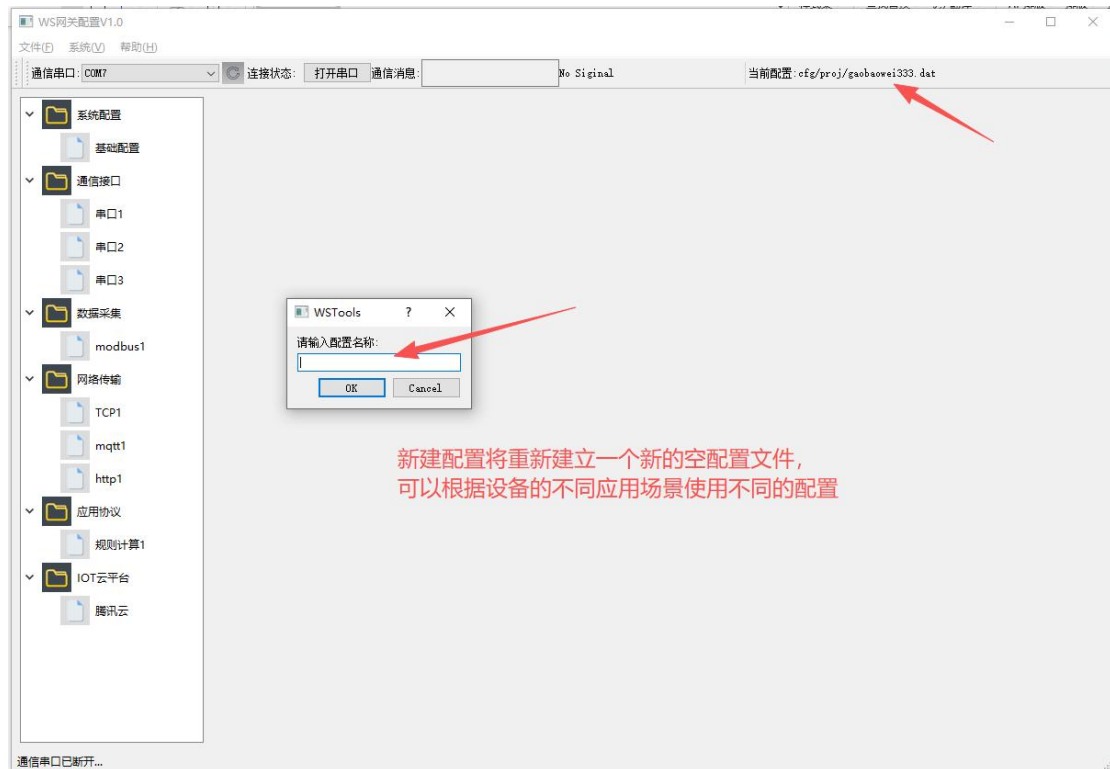 WS网关配置V1.0
文件(F) 系统(V) 帮助(H)
通信串口: COM7 连接状态: 打开串口 通信消息: No Siginal 当前配置:cfg/proj/gaobaowei333.dat
系统配置
基础配置
通信接口
串口1
串口2
串口3
数据采集
modbus1
网络传输
TCP1
mqtt1
http1
应用协议
规则计算1
IOT云平台
腾讯云
WSTools ?
请输入配置名称:
OK Cancel
新建配置将重新建立一个新的空配置文件，
可以根据设备的不同应用场景使用不同的配置
通信串口已断开...